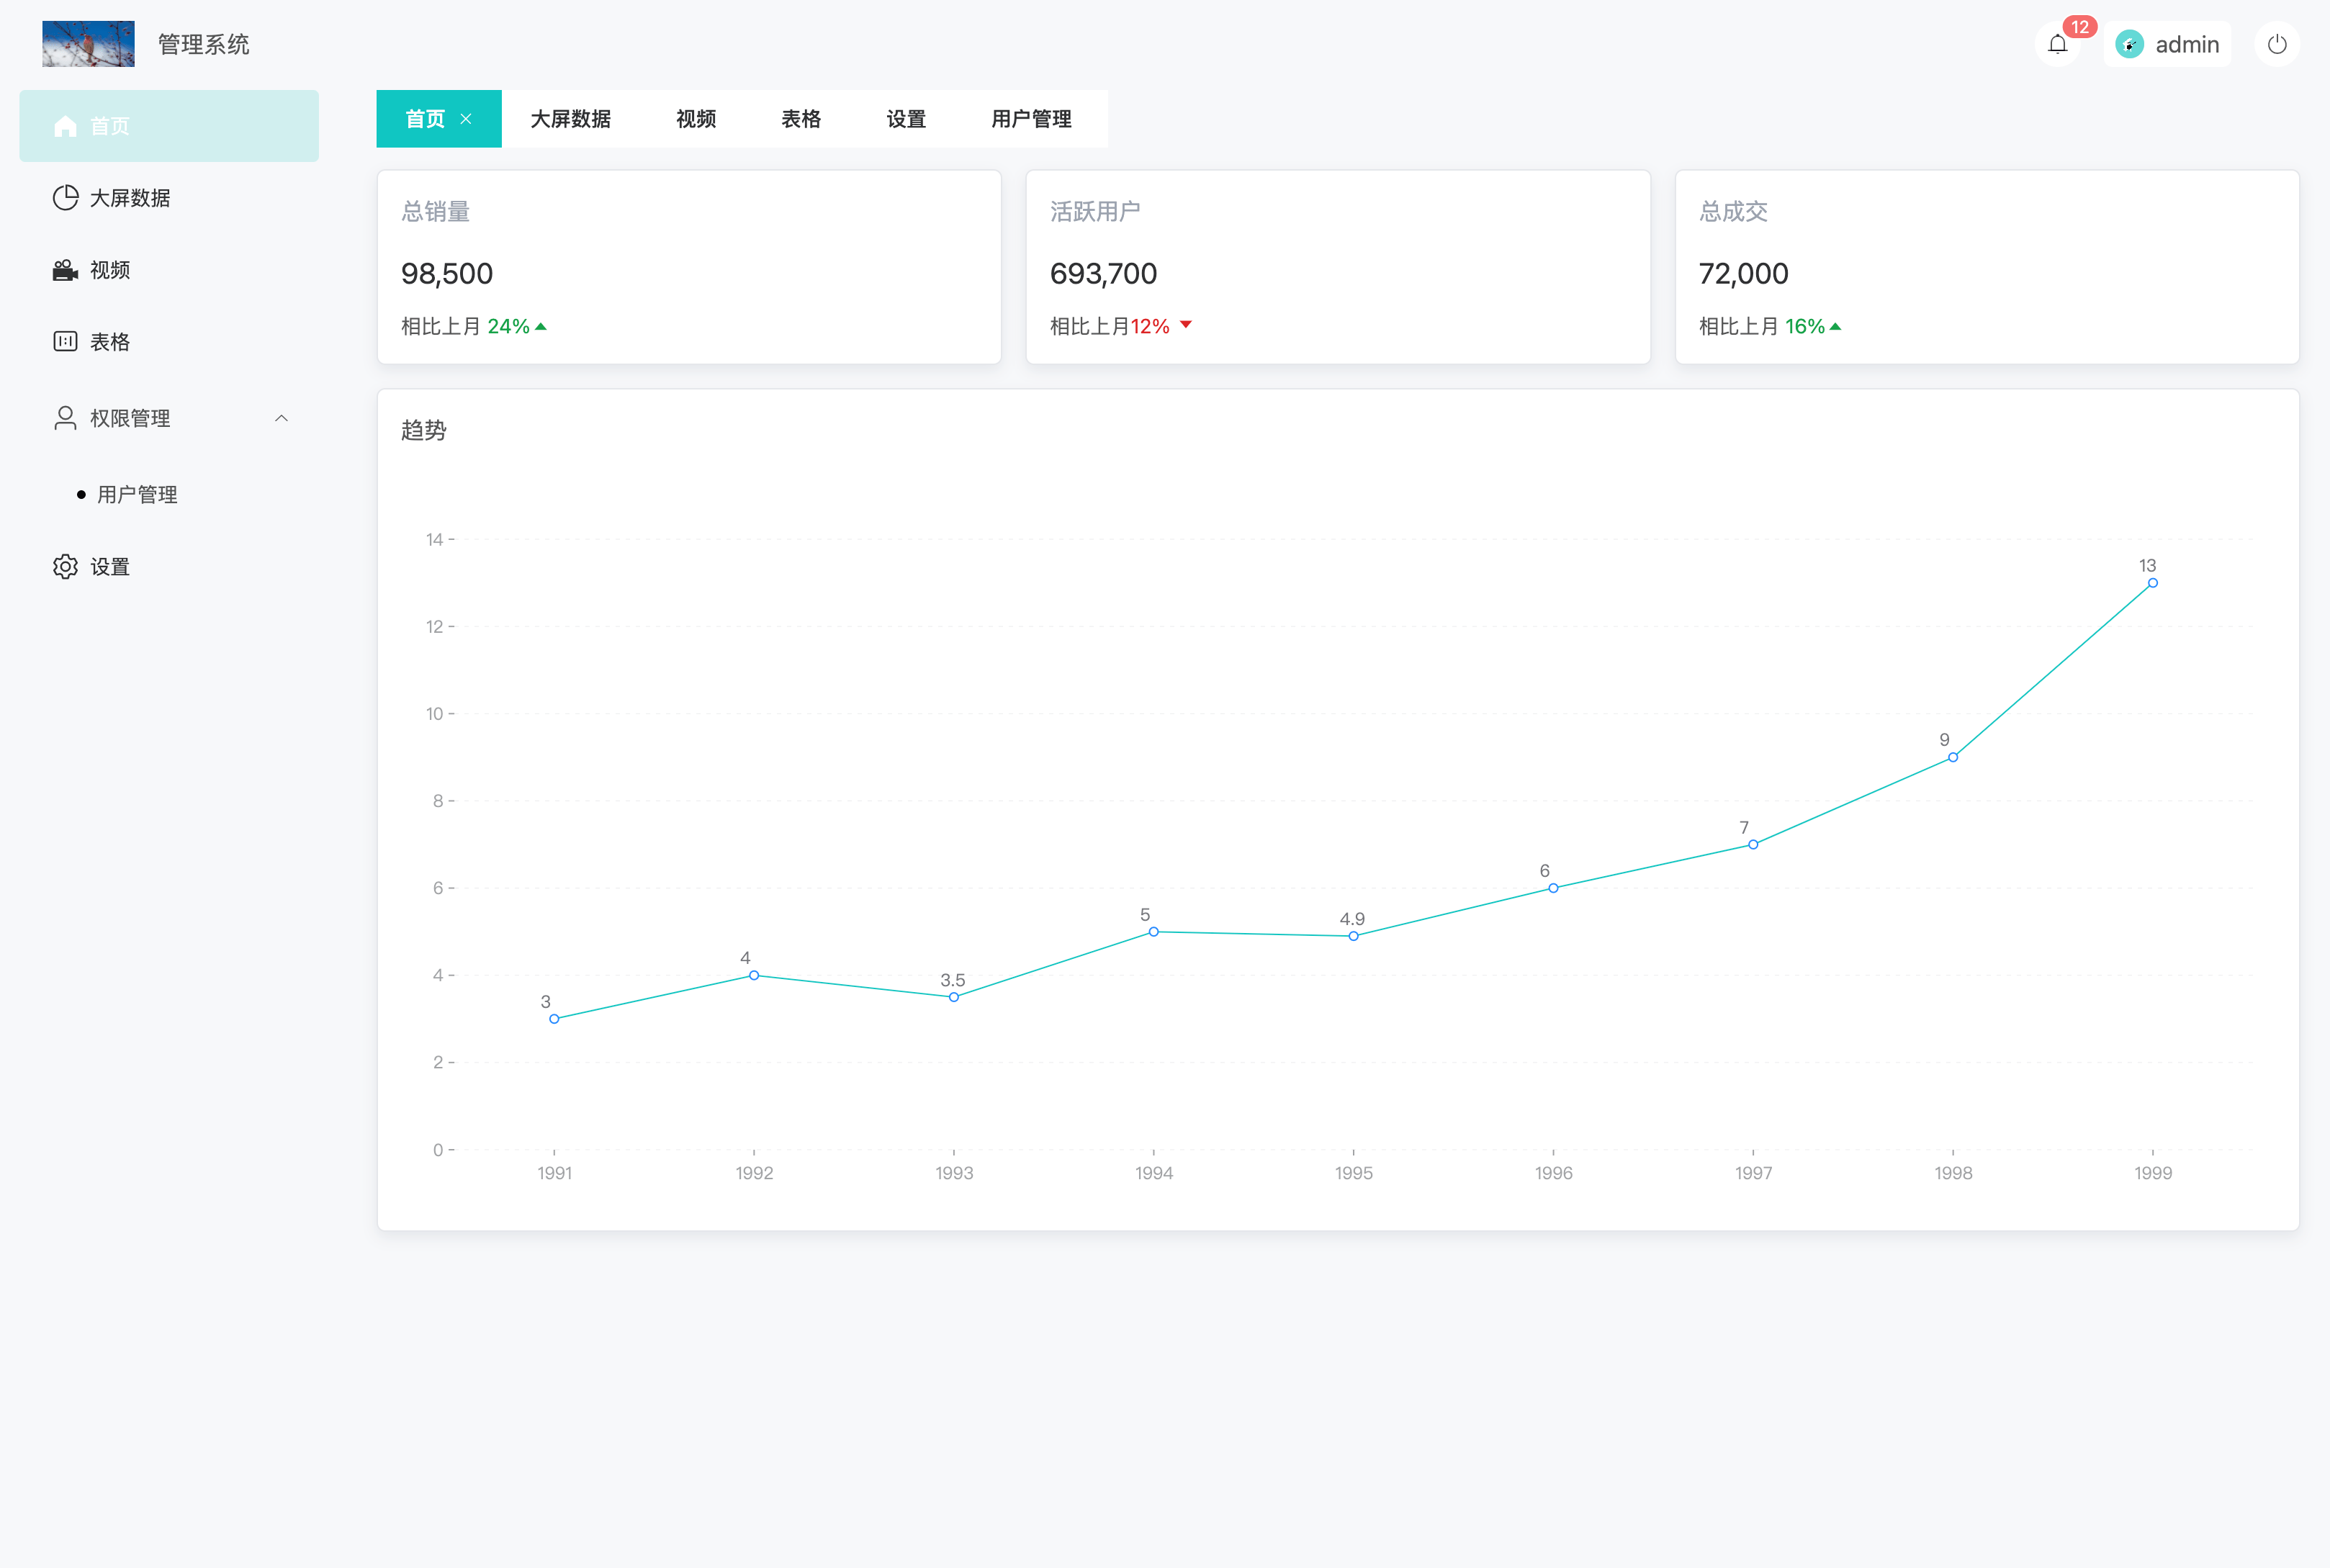 管理系统
12
admin
首页
大屏数据
视频
表格
权限管理
用户管理
设置
首页 大屏数据 视频 表格 设置 用户管理
总销量
98,500
相比上月 24%
活跃用户
693,700
相比上月12%
总成交
72,000
相比上月 16%
趋势
14
12
10
8
6
4
2
0
3
4
3.5
5
4.9
6
7
9
13
1991 1992 1993 1994 1995 1996 1997 1998 1999